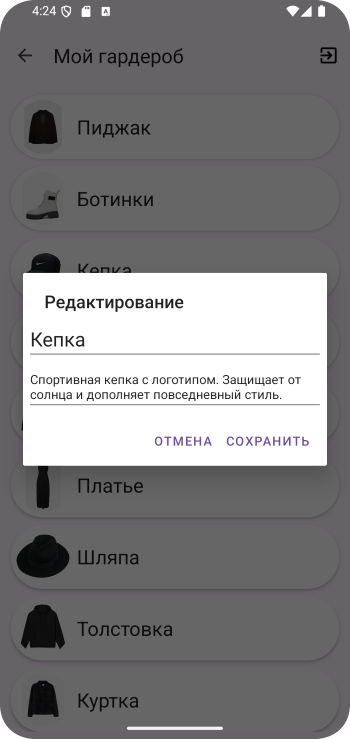 4:24
Мой гардероб
Пиджак
Ботинки
Кепка
Редактирование
Кепка
Спортивная кепка с логотипом. Защищает от
солнца и дополняет повседневный стиль.
ОТМЕНА СОХРАНИТЬ
Платье
Шляпа
Толстовка
Куртка